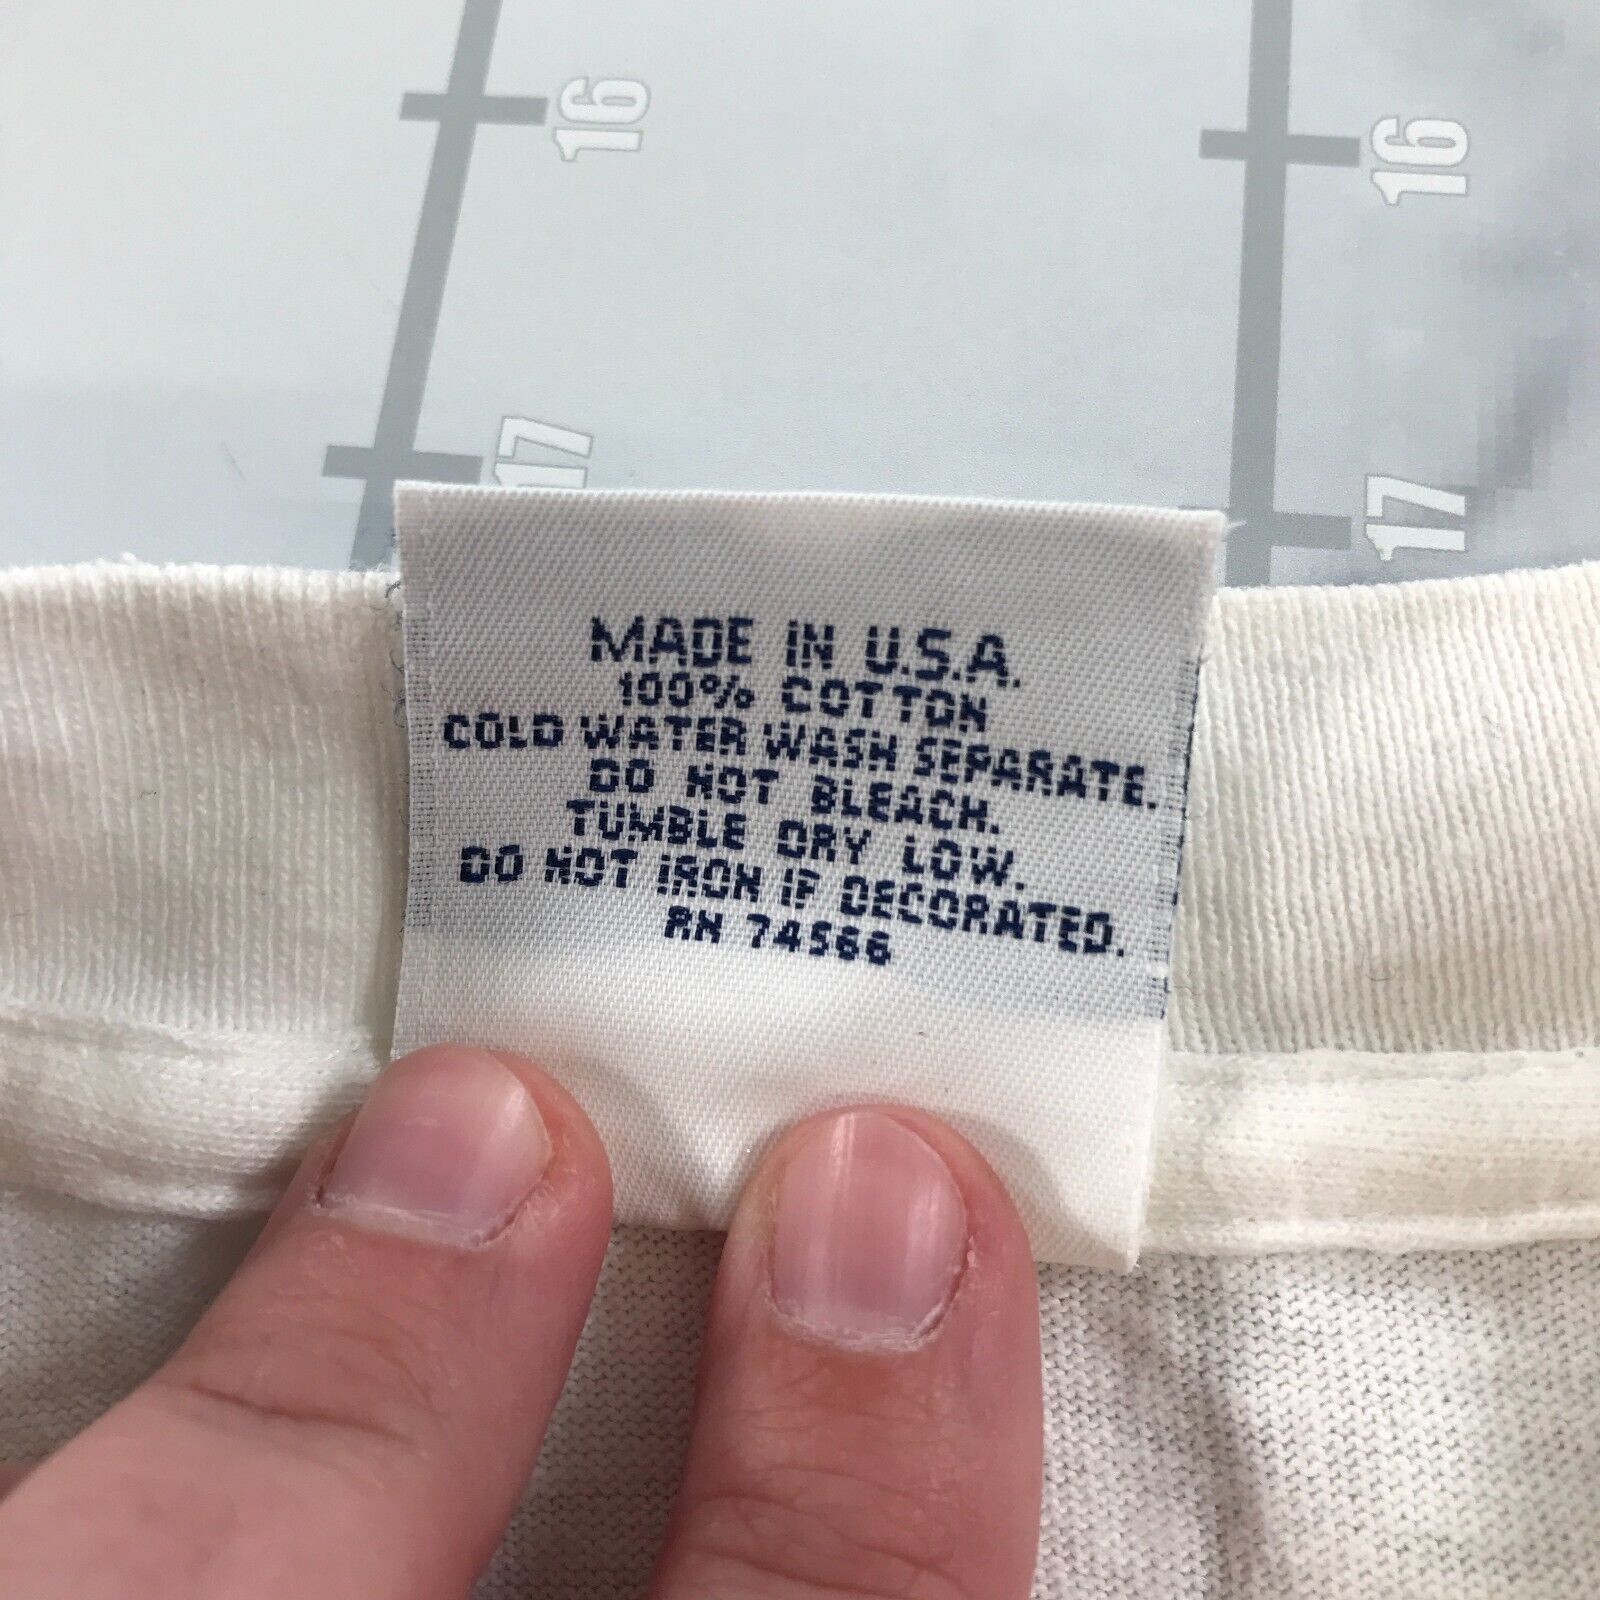 16
16
17
17
MADE IN U.S.A.
100% COTTON
COLD WATER WASH SEPARATE.
DO NOT BLEACH.
TUMBLE DRY LOW.
DO NOT IRON IF DECORATED.
RN 74566